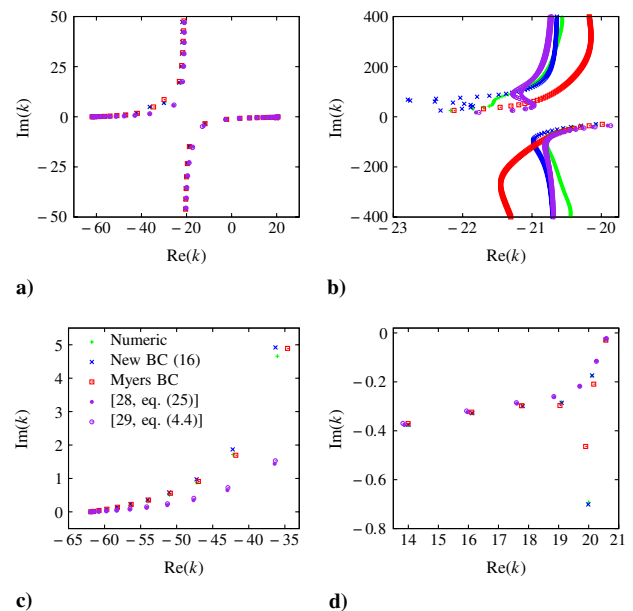 50
25
0
−25
−50
Im(k)
−60 −40 −20 0 20
Re(k)
a)
400
200
0
−200
−400
Im(k)
−23 −22 −21 −20
Re(k)
b)
5
4
3
2
1
0
Im(k)
Numeric
New BC (16)
Myers BC
[28, eq. (25)]
[29, eq. (4.4)]
−65 −60 −55 −50 −45 −40 −35
Re(k)
c)
−0
−0.2
−0.4
−0.6
−0.8
Im(k)
14 15 16 17 18 19 20 21
Re(k)
d)